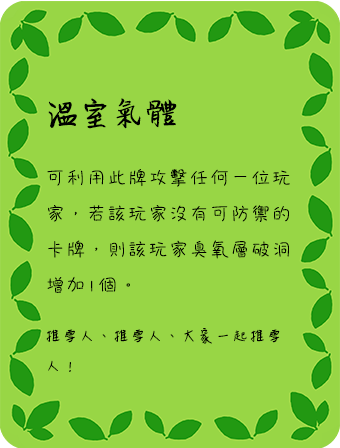 溫室氣體
可利用此牌攻擊任何一位玩
家，若該玩家沒有可防禦的
卡牌，則該玩家臭氧層破洞
增加1個。
推雪人、推雪人、大家一起推雪
人！